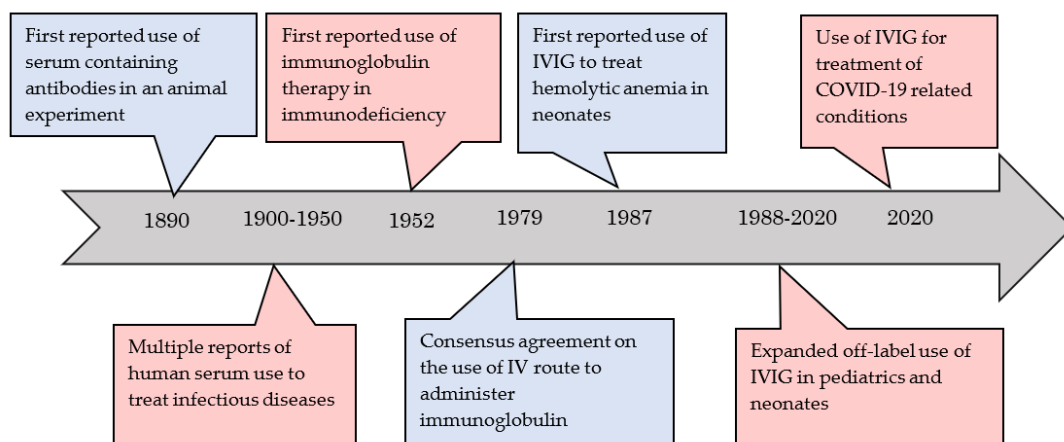 First reported use of
serum containing
antibodies in an animal
experiment
First reported use of
immunoglobulin
therapy in
immunodeficiency
First reported use of
IVIG to treat
hemolytic anemia in
neonates
Use of IVIG for
treatment of
COVID-19 related
conditions
1890
1900-1950
1952
1979
1987
1988-2020
2020
Multiple reports of
human serum use to
treat infectious diseases
Consensus agreement on
the use of IV route to
administer
immunoglobulin
Expanded off-label use of
IVIG in pediatrics and
neonates